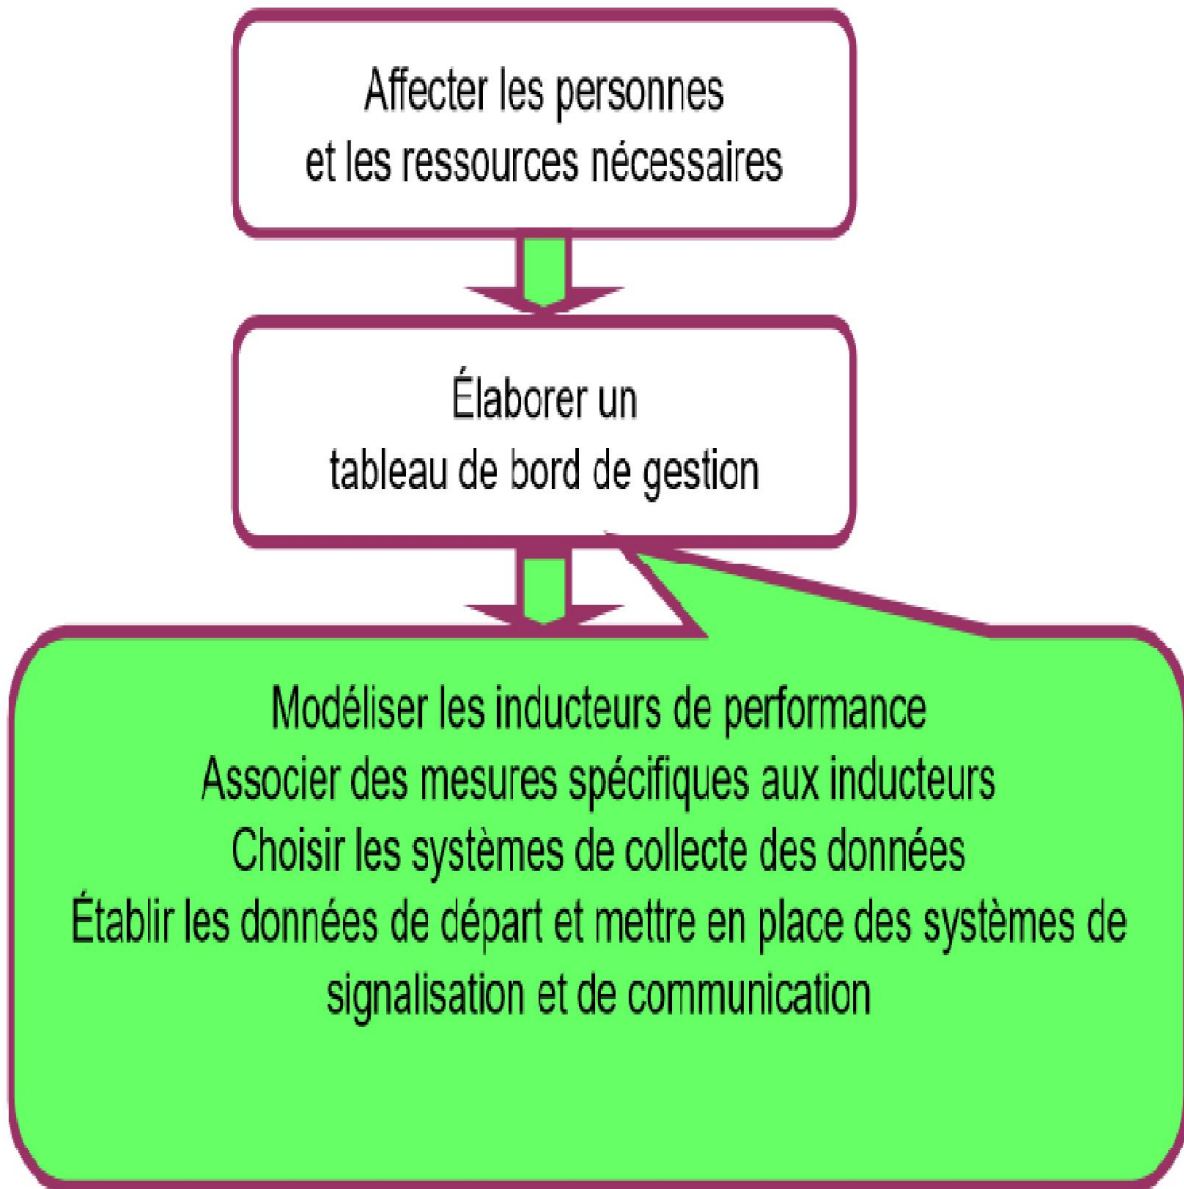 Affecter les personnes
et les ressources nécessaires
Élaborer un
tableau de bord de gestion
Modéliser les inducteurs de performance
Associer des mesures spécifiques aux inducteurs
Choisir les systèmes de collecte des données
Établir les données de départ et mettre en place des systèmes de
signalisation et de communication